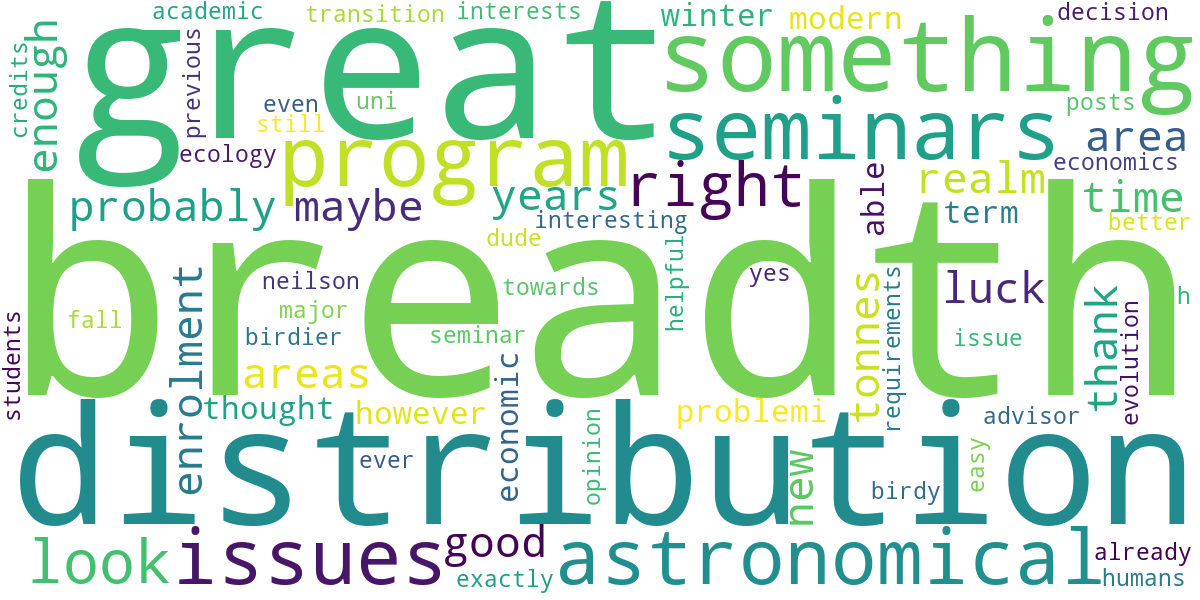 academic
transition
interests
winter
modern
decision
great
something
credits
enough
previous
even
uni
still
posts
seminars
area
ecology
program
economics
right
able
realm
time
probably
maybe
years
interesting
term
better
dude
helpful
breadth
neilson
towards
yes
luck
h
major
fall
birdier
seminar
issue
students
enrolment
tonnes
requirements
thank
evolution
areas
economic
thought
however
problemi
advisor
opinion
distribution
ever
easy
new
birdy
look
issues
good
astronomical
already
exactly
humans